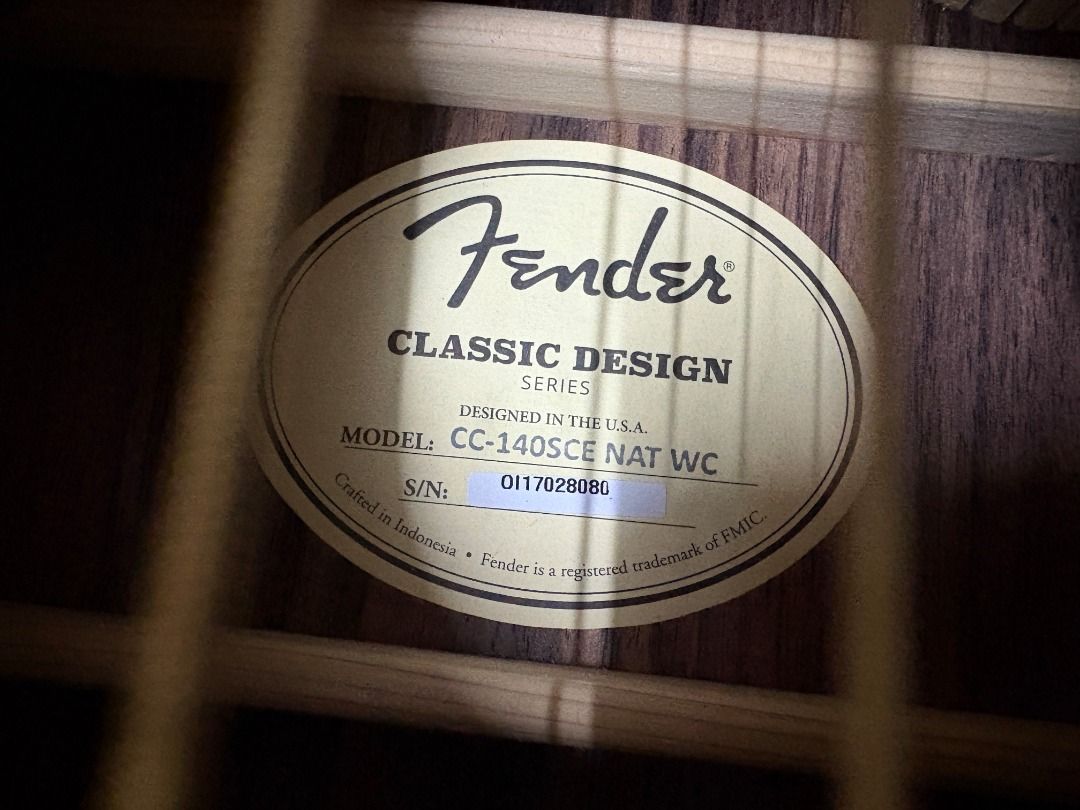 Fender®
CLASSIC DESIGN
SERIES
DESIGNED IN THE U.S.A.
MODEL: CC-140SCE NAT WC
S/N: OI17028080
Crafted in Indonesia • Fender is a registered trademark of FMIC.